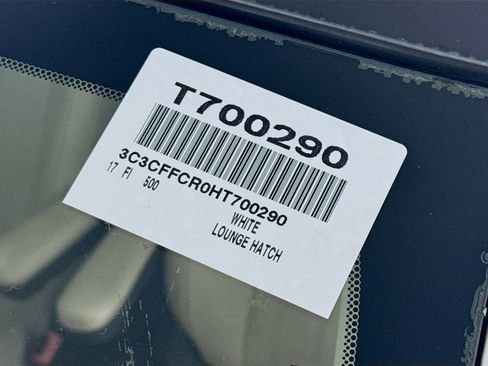 T700290
3C3CFFCR0HT700290
17 FI 500
WHITE
LOUNGE HATCH